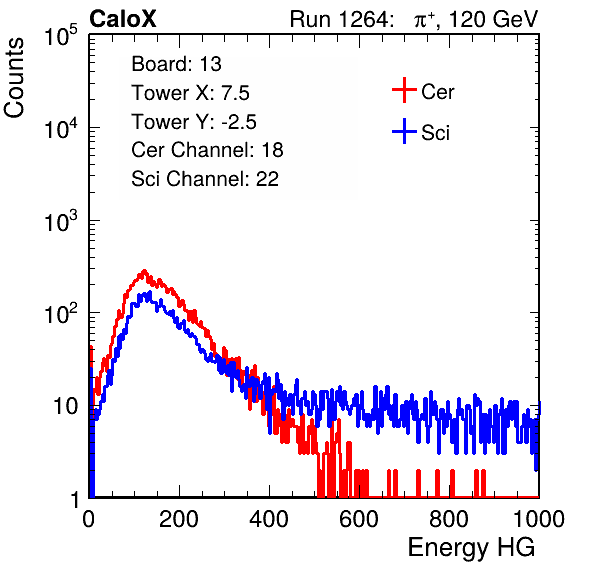 CaloX Run 1264: π⁺, 120 GeV
Counts
10⁵
10⁴
10³
10²
10
1
Board: 13
Tower X: 7.5
Tower Y: -2.5
Cer Channel: 18
Sci Channel: 22
Cer
Sci
0 200 400 600 800 1000
Energy HG